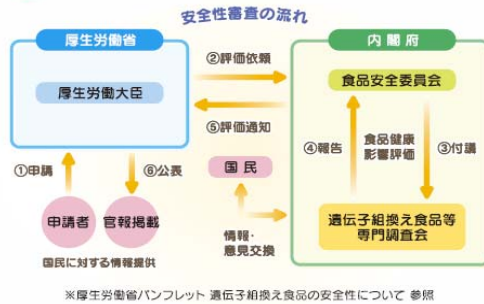 安全性審査の流れ
厚生労働省
厚生労働大臣
①申請
⑥公表
申請者
官報掲載
国民に対する情報提供
②評価依頼
⑤評価通知
国民
情報・
意見交換
内閣府
食品安全委員会
④報告
食品健康
影響評価
③付議
遺伝子組換え食品等
専門調査会
※厚生労働省パンフレット 遺伝子組換え食品の安全性について 参照